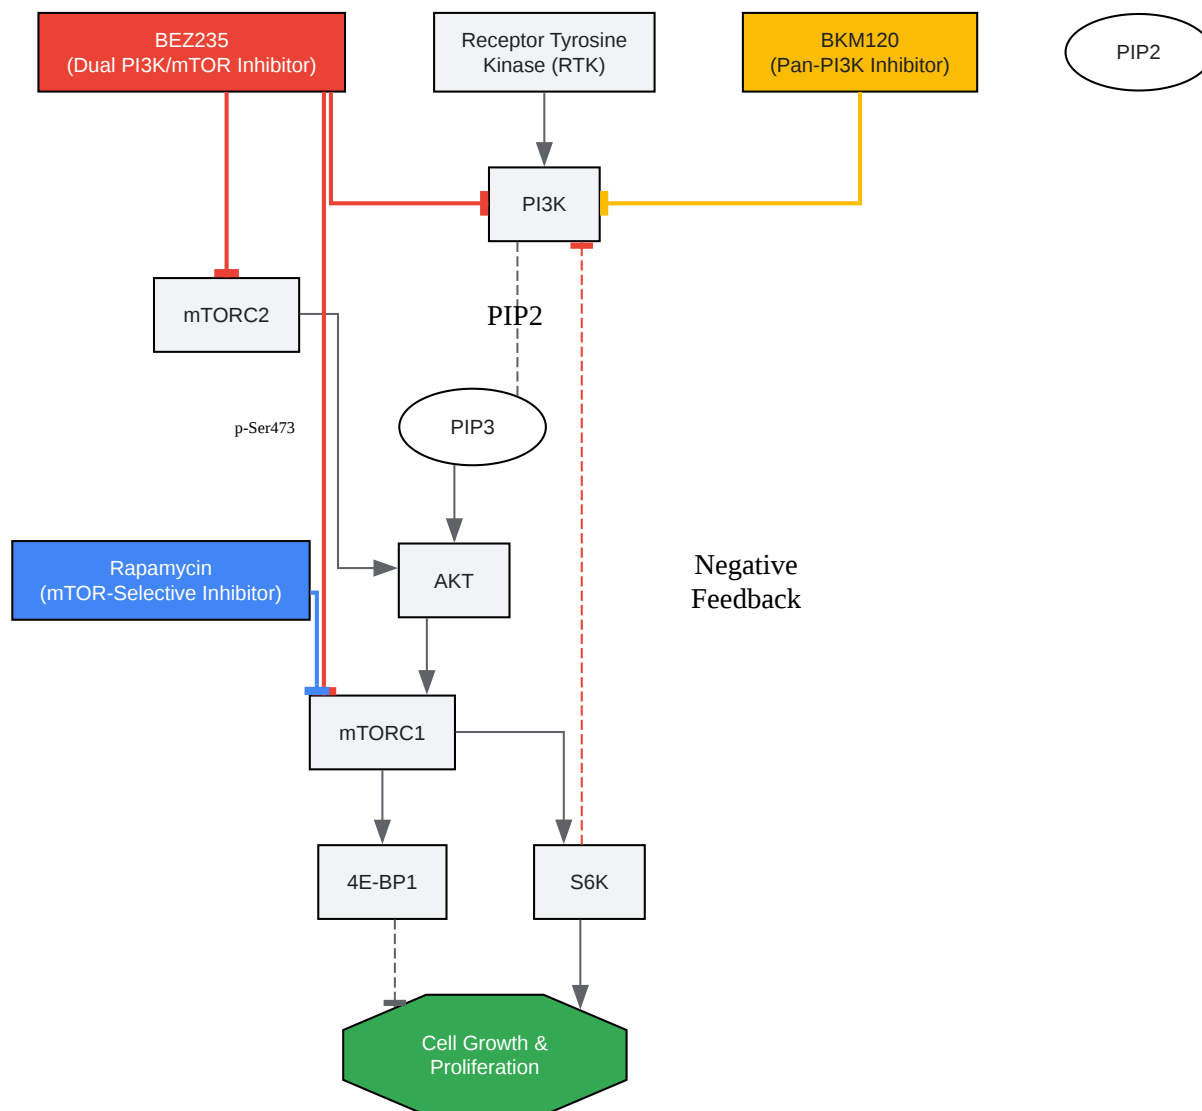 BEZ235
(Dual PI3K/mTOR Inhibitor)
Receptor Tyrosine
Kinase (RTK)
BKM120
(Pan-PI3K Inhibitor)
PIP2
PI3K
mTORC2
PIP2
p-Ser473
PIP3
Rapamycin
(mTOR-Selective Inhibitor)
AKT
Negative
Feedback
mTORC1
4E-BP1
S6K
Cell Growth &
Proliferation